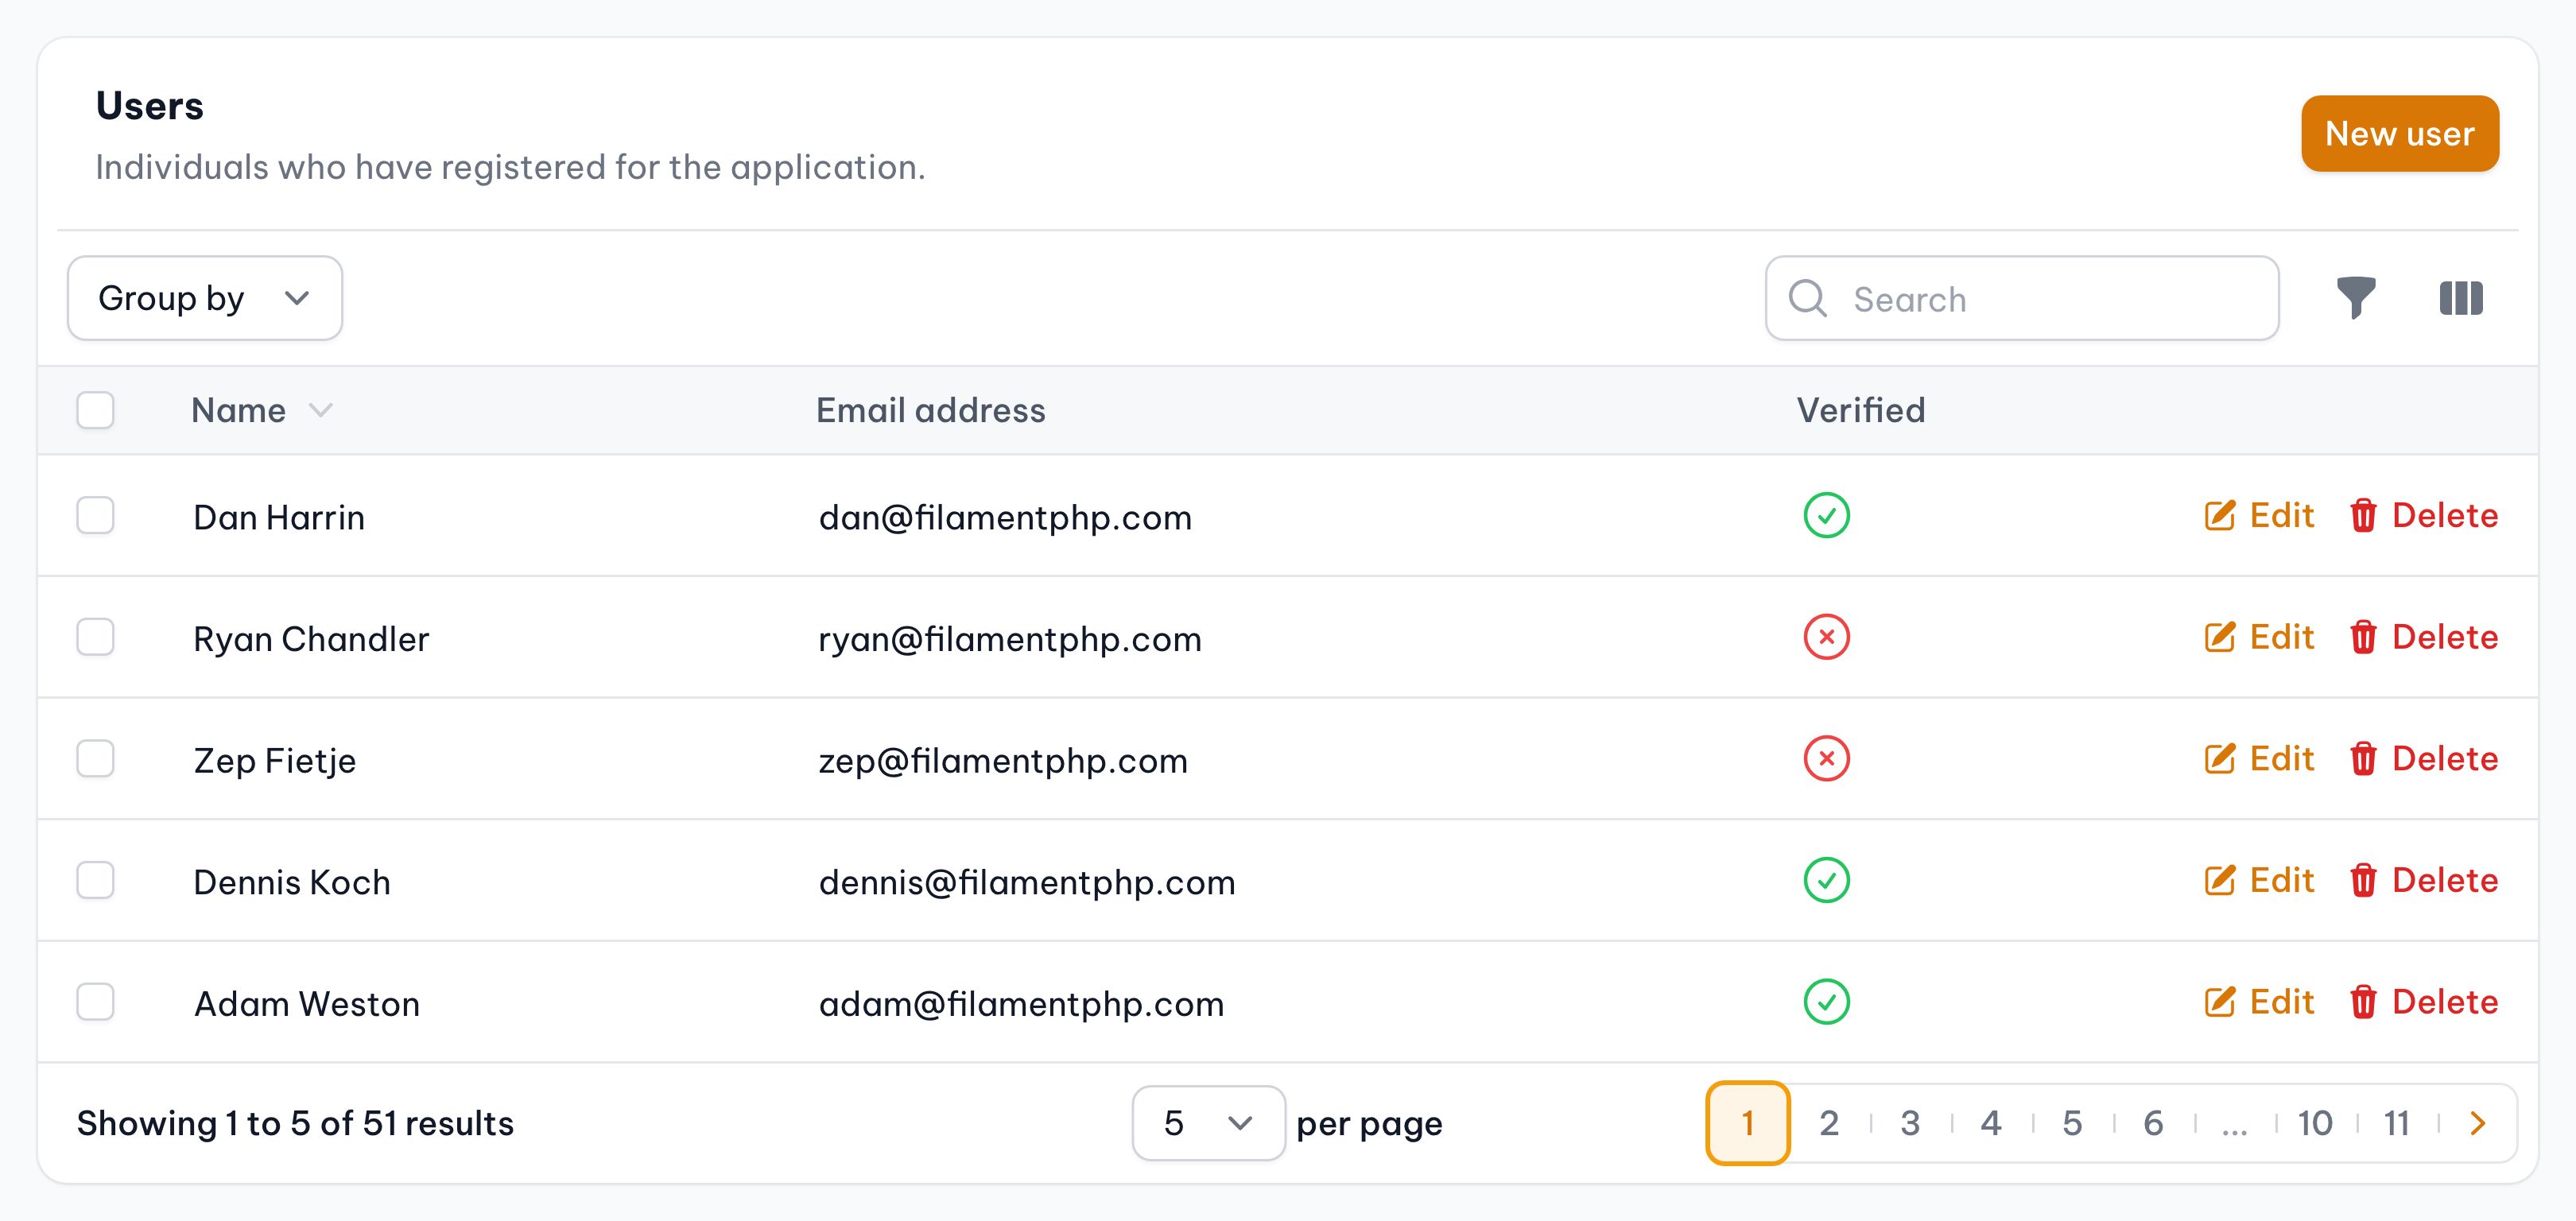 Users
Individuals who have registered for the application.
New user
Group by
Search
Name Email address Verified
Dan Harrin dan@filamentphp.com Edit Delete
Ryan Chandler ryan@filamentphp.com Edit Delete
Zep Fietje zep@filamentphp.com Edit Delete
Dennis Koch dennis@filamentphp.com Edit Delete
Adam Weston adam@filamentphp.com Edit Delete
Showing 1 to 5 of 51 results 5 per page 1 2 3 4 5 6 ... 10 11